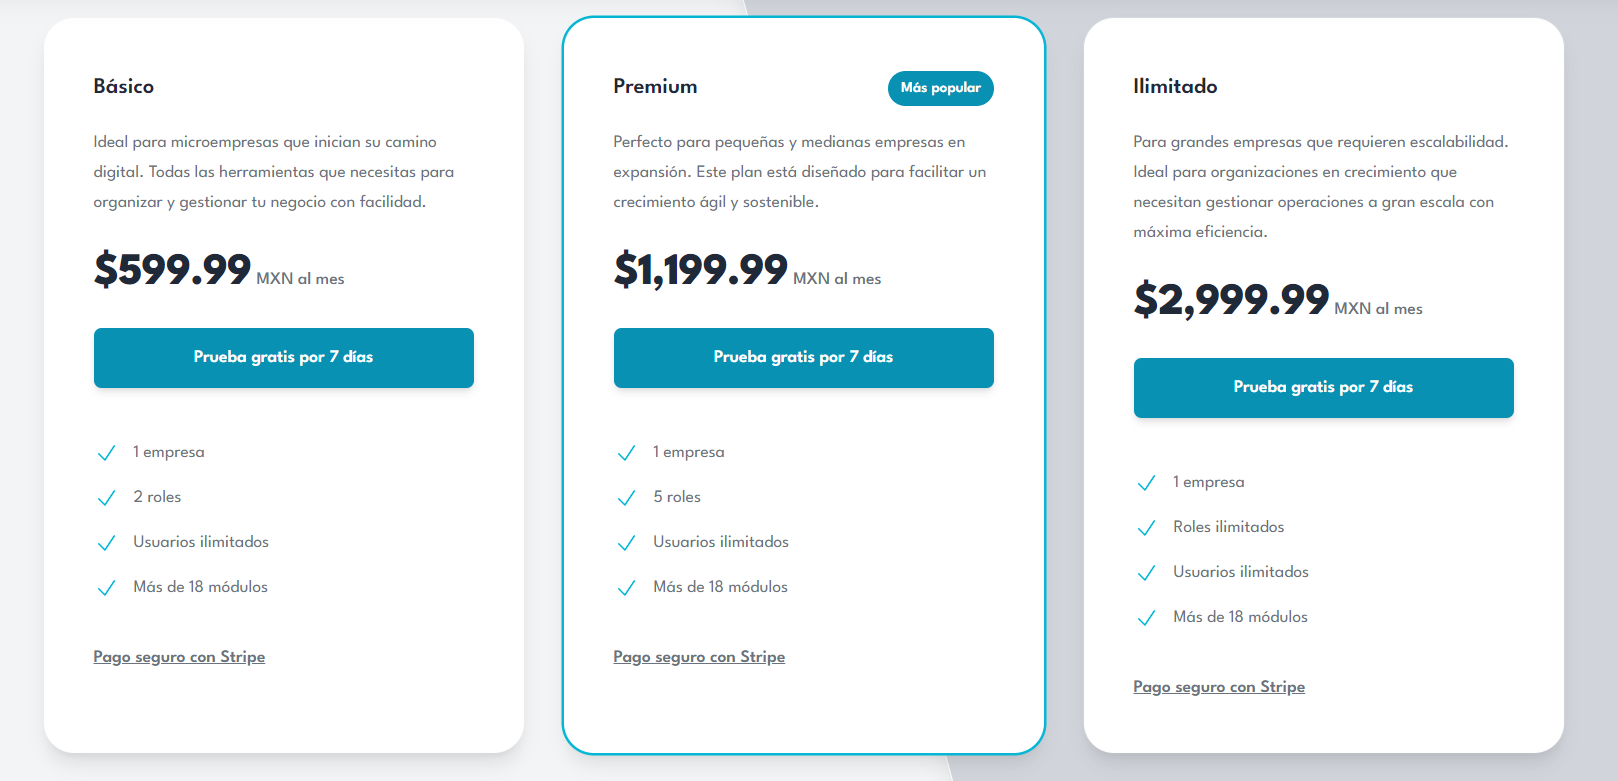 Básico
Ideal para microempresas que inician su camino
digital. Todas las herramientas que necesitas para
organizar y gestionar tu negocio con facilidad.
$599.99 MXN al mes
Prueba gratis por 7 días
1 empresa
2 roles
Usuarios ilimitados
Más de 18 módulos
Pago seguro con Stripe
Premium
Más popular
Perfecto para pequeñas y medianas empresas en
expansión. Este plan está diseñado para facilitar un
crecimiento ágil y sostenible.
$1,199.99 MXN al mes
Prueba gratis por 7 días
1 empresa
5 roles
Usuarios ilimitados
Más de 18 módulos
Pago seguro con Stripe
Ilimitado
Para grandes empresas que requieren escalabilidad.
Ideal para organizaciones en crecimiento que
necesitan gestionar operaciones a gran escala con
máxima eficiencia.
$2,999.99 MXN al mes
Prueba gratis por 7 días
1 empresa
Roles ilimitados
Usuarios ilimitados
Más de 18 módulos
Pago seguro con Stripe